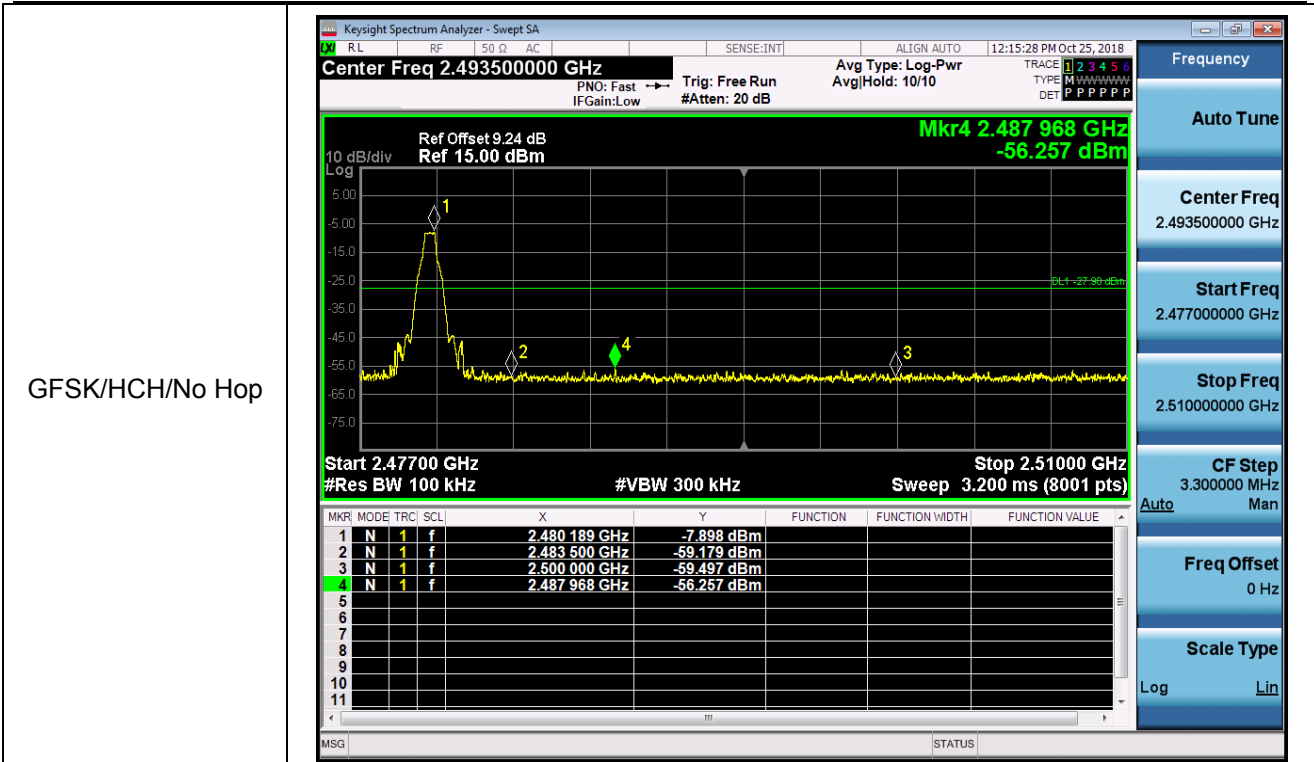 GFSK/HCH/No Hop
Keysight Spectrum Analyzer - Swept SA
LXI RL RF 50 Ω AC SENSE:INT ALIGN AUTO 12:15:28 PM Oct 25, 2018
Center Freq 2.493500000 GHz
PNO: Fast
IFGain:Low
Trig: Free Run
#Atten: 20 dB
Avg Type: Log-Pwr
Avg|Hold: 10/10
TRACE 1 2 3 4 5 6
TYPE M WWWWW
DET P P P P P P
Ref Offset 9.24 dB
10 dB/div Ref 15.00 dBm
Log
Mkr4 2.487 968 GHz
-56.257 dBm
5.00
-5.00
-15.0
-25.0
-35.0
-45.0
-55.0
-65.0
-75.0
1
2
4
3
DL1 -27.90 dBm
Start 2.47700 GHz Stop 2.51000 GHz
#Res BW 100 kHz #VBW 300 kHz Sweep 3.200 ms (8001 pts)
MKR MODE TRC SCL X Y FUNCTION FUNCTION WIDTH FUNCTION VALUE
1 N 1 f 2.480 189 GHz -7.898 dBm
2 N 1 f 2.483 500 GHz -59.179 dBm
3 N 1 f 2.500 000 GHz -59.497 dBm
4 N 1 f 2.487 968 GHz -56.257 dBm
5
6
7
8
9
10
11
MSG STATUS
Frequency
Auto Tune
Center Freq
2.493500000 GHz
Start Freq
2.477000000 GHz
Stop Freq
2.510000000 GHz
CF Step
3.300000 MHz
Auto Man
Freq Offset
0 Hz
Scale Type
Log Lin